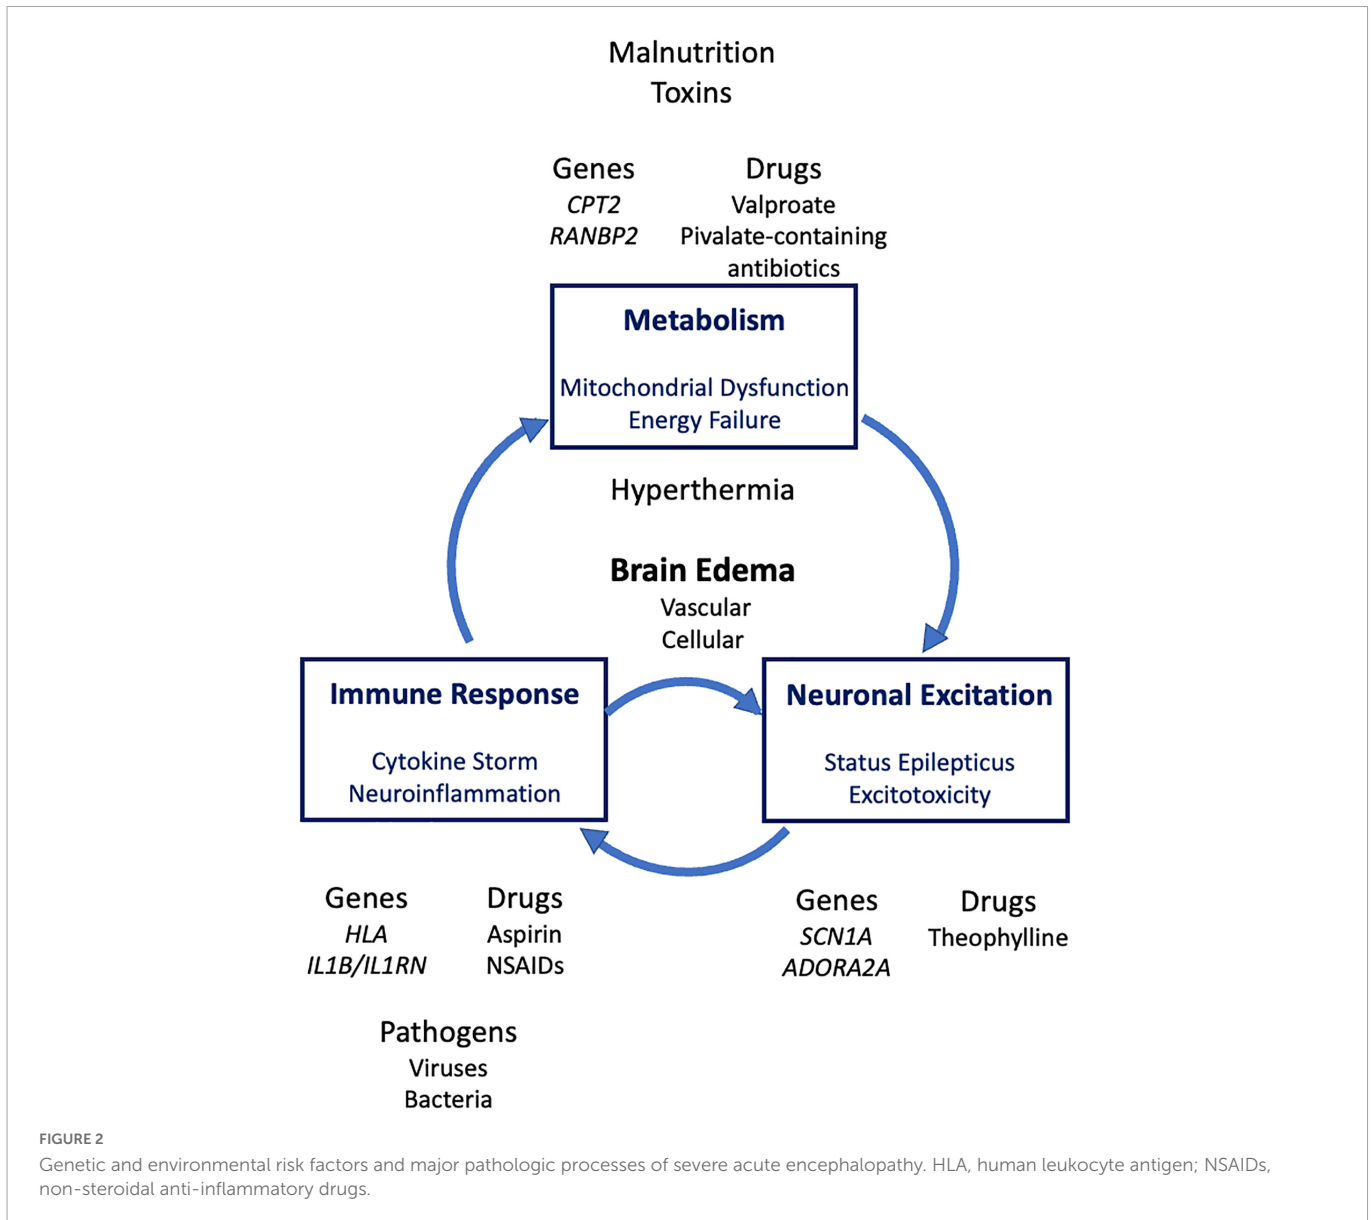 Malnutrition
Toxins
Genes
CPT2
RANBP2
Drugs
Valproate
Pivalate-containing
antibiotics
Metabolism
Mitochondrial Dysfunction
Energy Failure
Hyperthermia
Brain Edema
Vascular
Cellular
Immune Response
Cytokine Storm
Neuroinflammation
Neuronal Excitation
Status Epilepticus
Excitotoxicity
Genes
HLA
IL1B/IL1RN
Drugs
Aspirin
NSAIDs
Pathogens
Viruses
Bacteria
Genes
SCN1A
ADORA2A
Drugs
Theophylline
FIGURE 2
Genetic and environmental risk factors and major pathologic processes of severe acute encephalopathy. HLA, human leukocyte antigen; NSAIDs,
non-steroidal anti-inflammatory drugs.